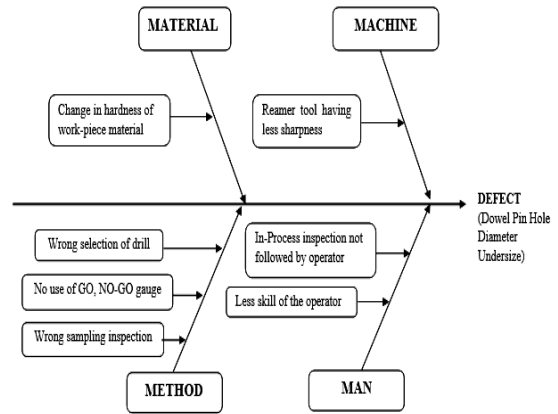 MATERIAL
MACHINE
Change in hardness of
work-piece material
Reamer tool having
less sharpness
DEFECT
(Dowel Pin Hole
Diameter
Undersize)
Wrong selection of drill
In-Process inspection not
followed by operator
No use of GO, NO-GO gauge
Less skill of the operator
Wrong sampling inspection
METHOD
MAN